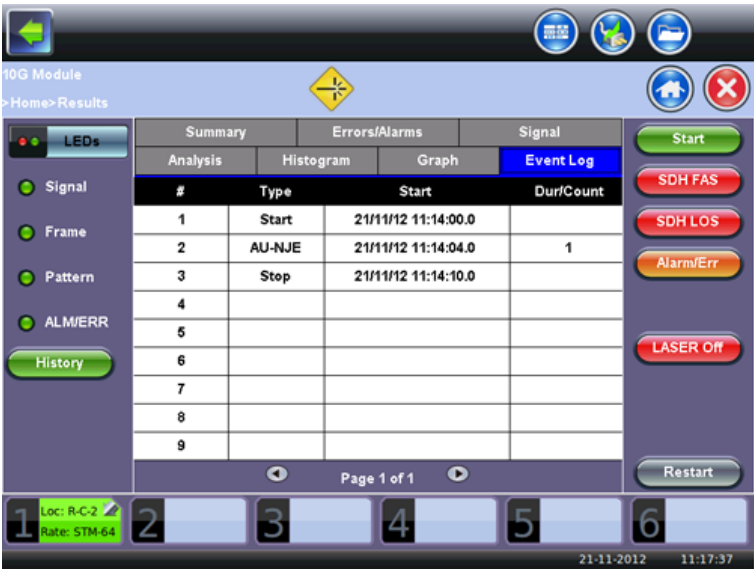 10G Module
>Home>Results
LEDs
Signal
Frame
Pattern
ALM/ERR
History
Summary Errors/Alarms Signal
Analysis Histogram Graph Event Log
# Type Start Dur/Count
1 Start 21/11/12 11:14:00.0
2 AU-NJE 21/11/12 11:14:04.0 1
3 Stop 21/11/12 11:14:10.0
4
5
6
7
8
9
Page 1 of 1
Start
SDH FAS
SDH LOS
Alarm/Err
LASER Off
Restart
1 Loc: R-C-2
Rate: STM-64
2
3
4
5
6
21-11-2012 11:17:37